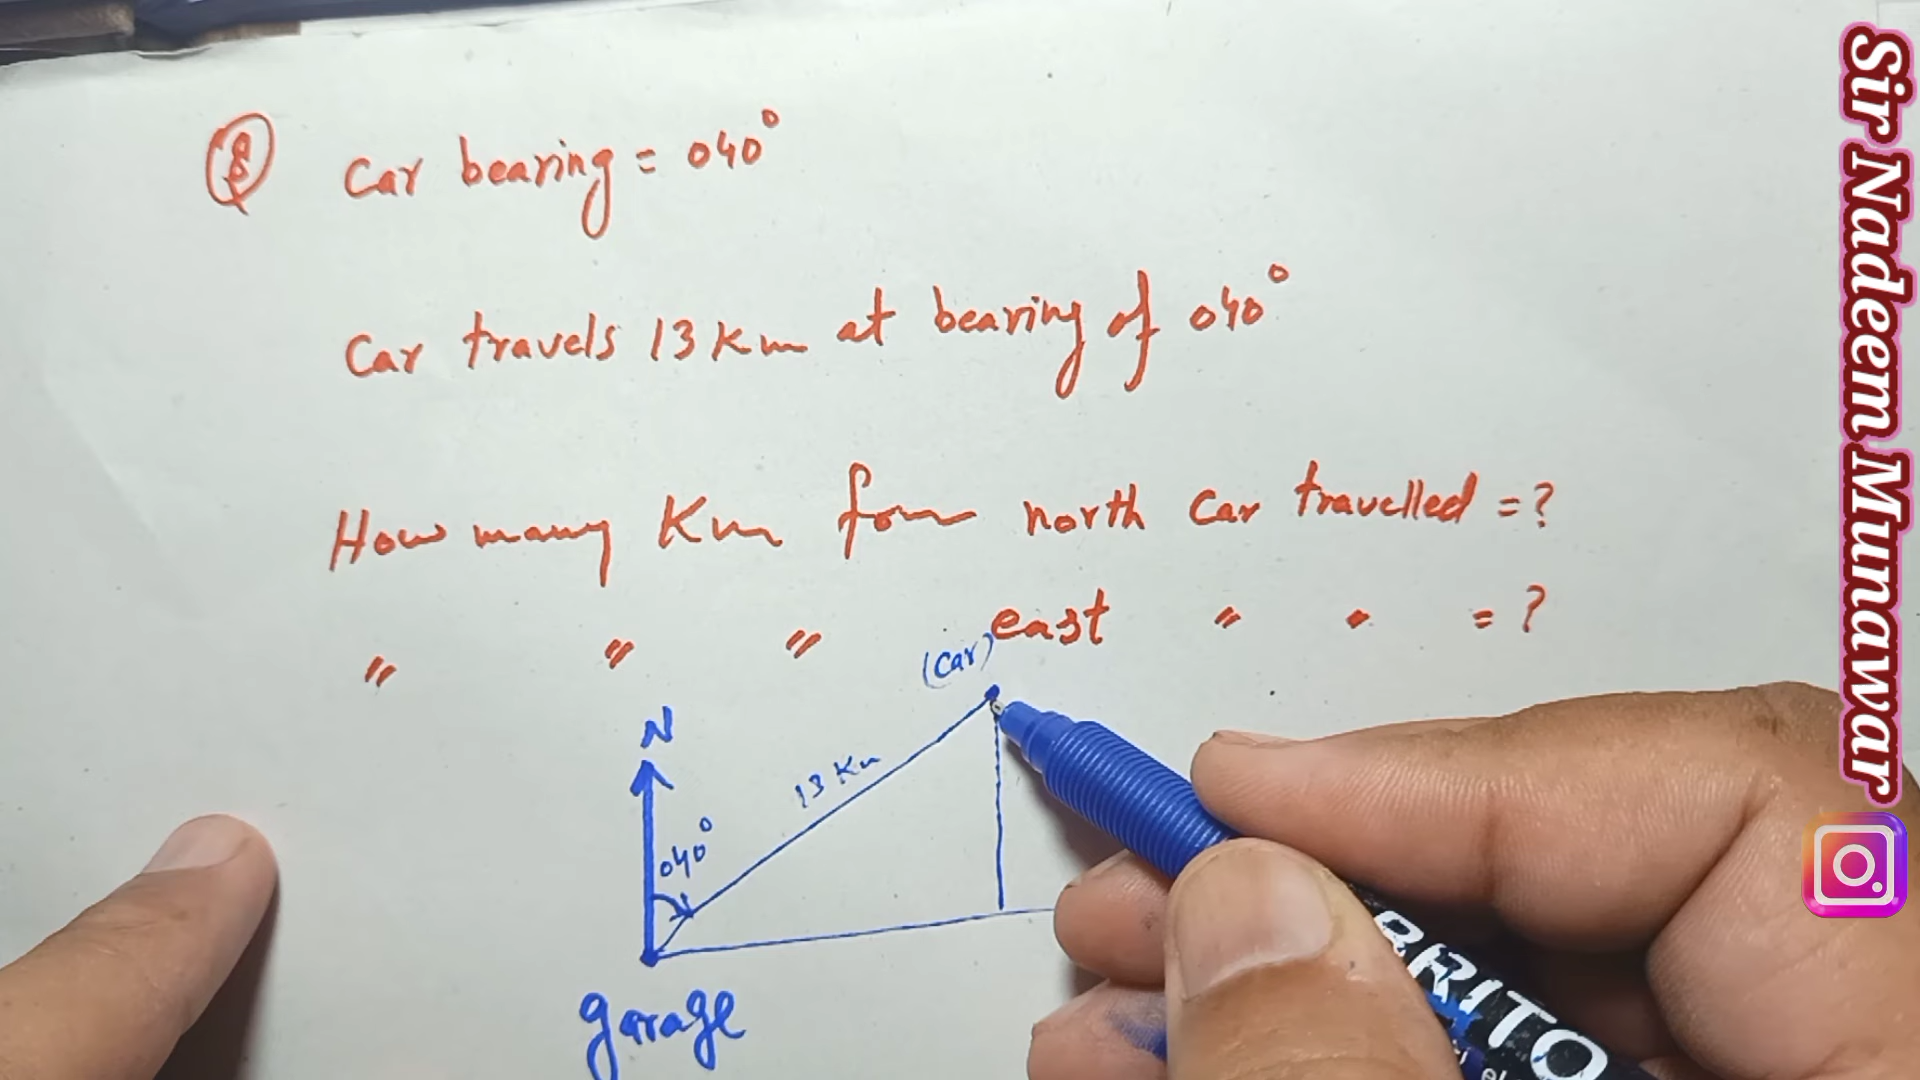 Car bearing = 040°
Car travels 13 Km at bearing of 040°
How many Km from north Car travelled = ?
" " " east " " = ?
(Car)
N
13 Km
040°
garage
BRITO
Sir Nadeem Munawar